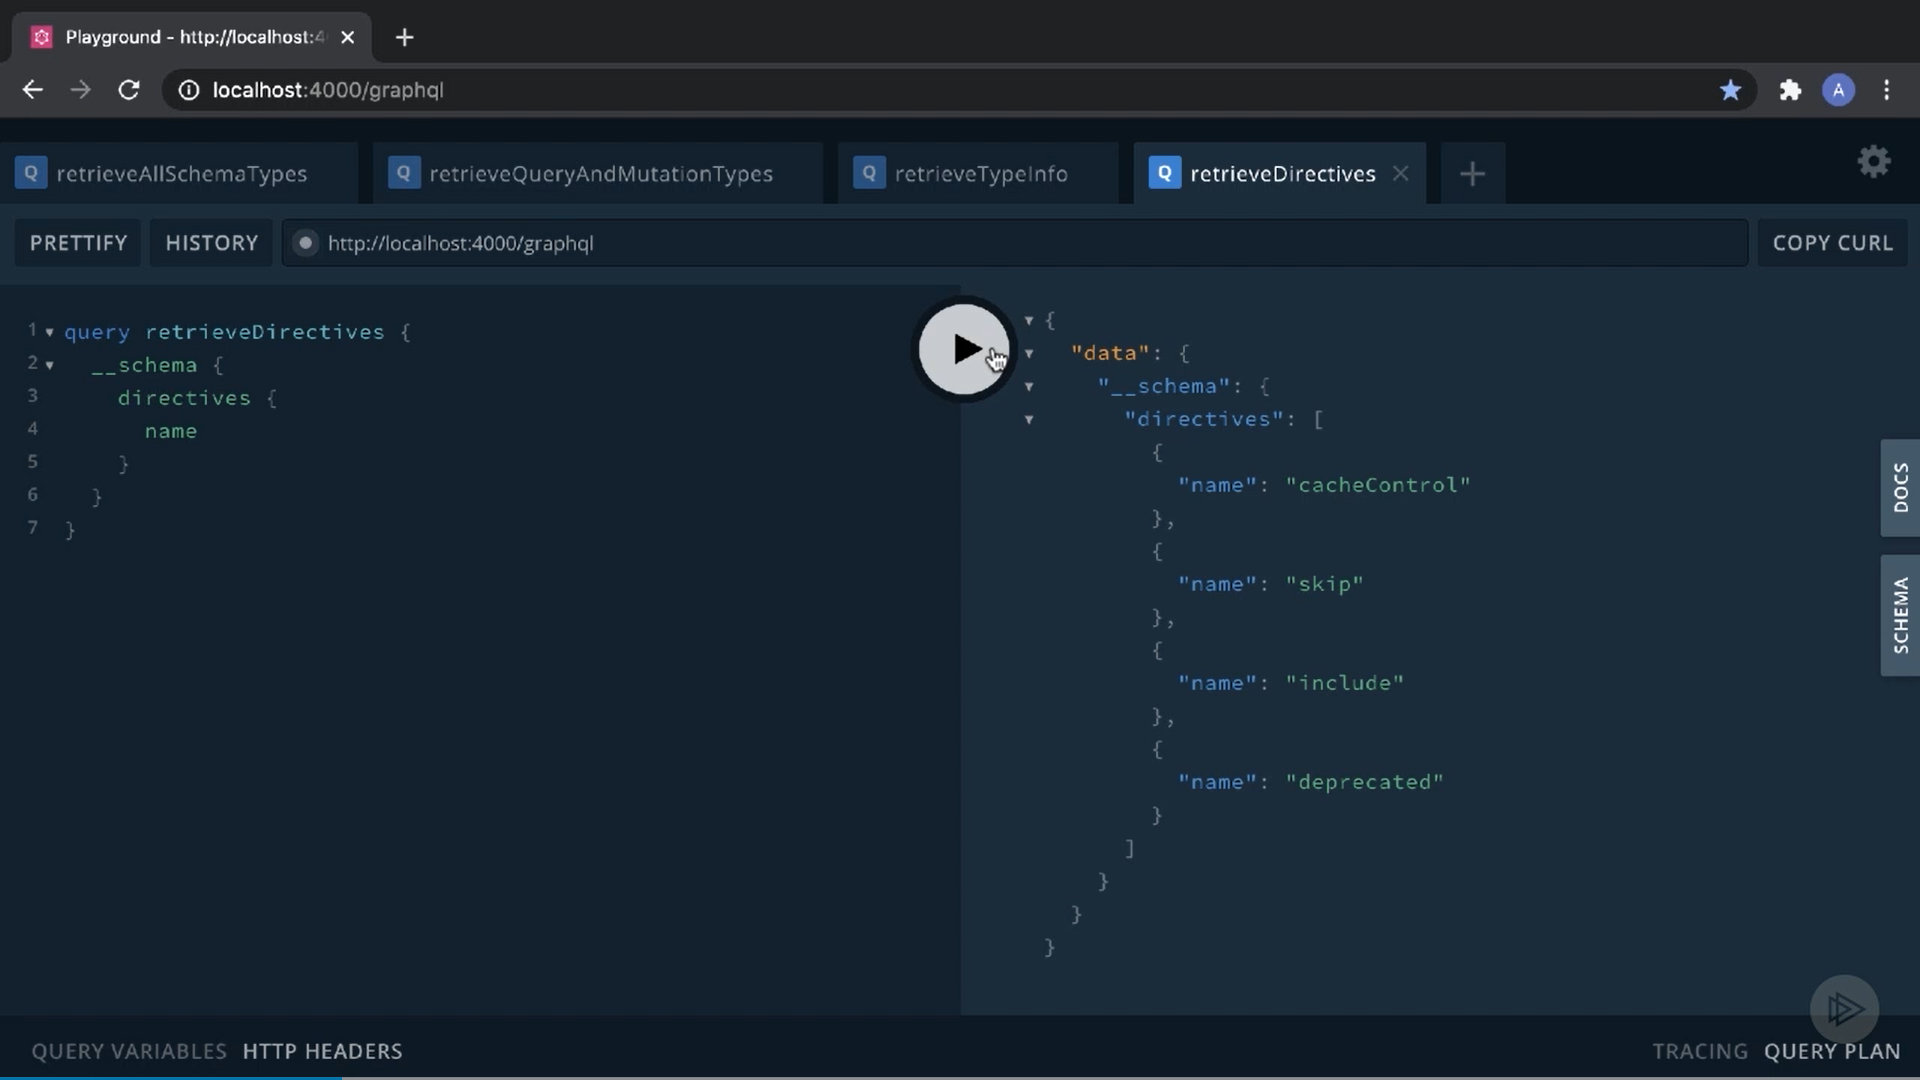 Playground - http://localhost:4
localhost:4000/graphql
A
Q retrieveAllSchemaTypes
Q retrieveQueryAndMutationTypes
Q retrieveTypeInfo
Q retrieveDirectives
PRETTIFY
HISTORY
http://localhost:4000/graphql
COPY CURL
1 query retrieveDirectives {
2 __schema {
3 directives {
4 name
5 }
6 }
7 }
{
"data": {
"__schema": {
"directives": [
{
"name": "cacheControl"
},
{
"name": "skip"
},
{
"name": "include"
},
{
"name": "deprecated"
}
]
}
}
}
DOCS
SCHEMA
QUERY VARIABLES HTTP HEADERS
TRACING QUERY PLAN